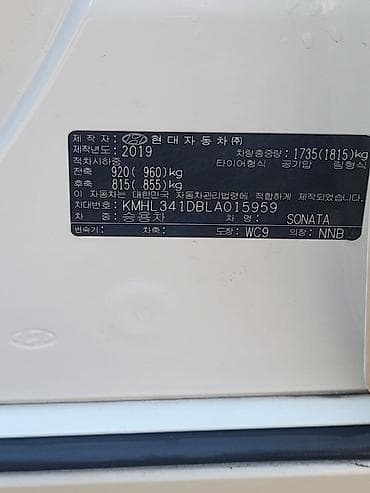 제 작 자 : 현대자동차㈜
제작년도: 2019 차량총중량: 1735(1815)kg
적차시하중 타이어형식 공기압 림형식
전축 920( 960)kg
후축 815( 855)kg
이 자동차는 대한민국 자동차관리법령에 적합하게 제작되었음.
차대번호: KMHL341DBLA015959
차 종 : 승용차 차 명: SONATA
변속기: 차축: 도장: WC9 의장: NNB